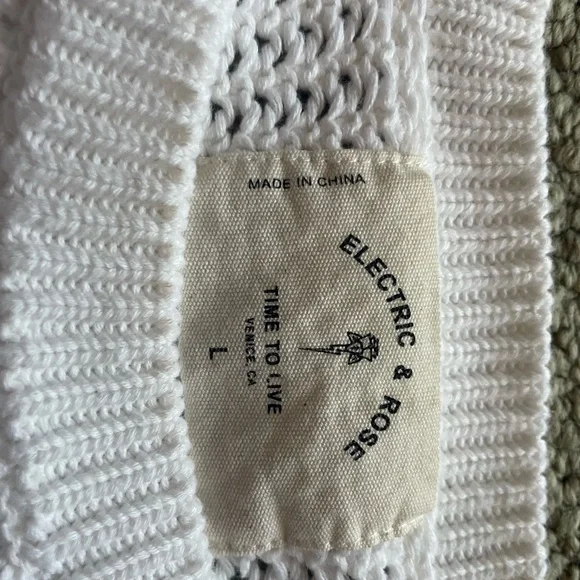 ELECTRIC & ROSE
TIME TO LIVE
VENICE CA
L
MADE IN CHINA